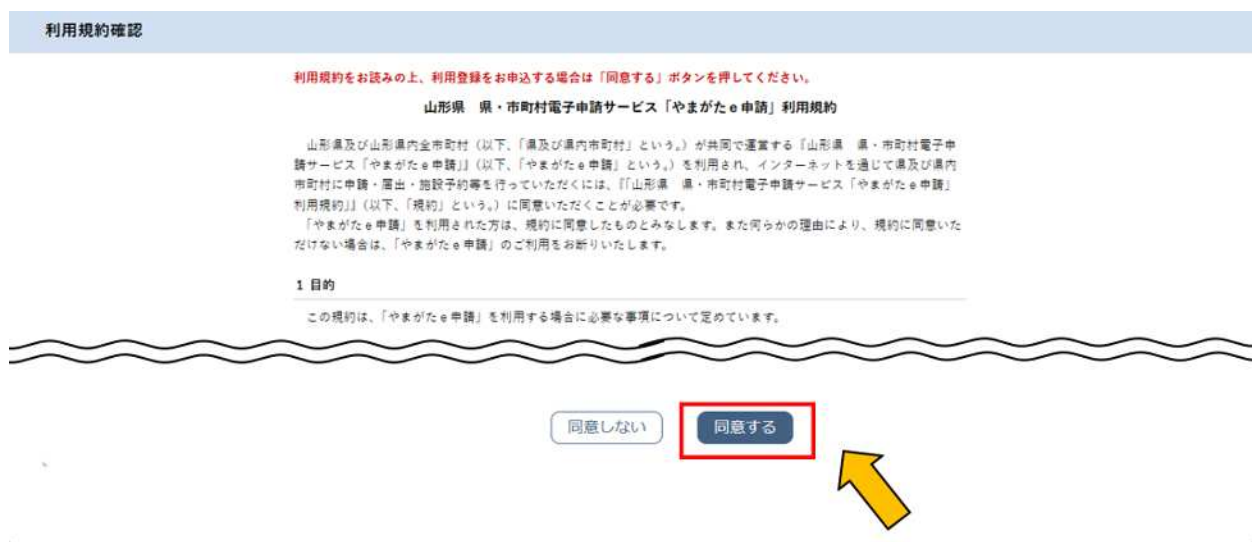 利用規約確認
利用規約をお読みの上、利用登録をお申込する場合は「同意する」ボタンを押してください。
山形県 県・市町村電子申請サービス「やまがたｅ申請」利用規約
山形県及び山形県内全市町村（以下、「県及び県内市町村」という。）が共同で運営する『山形県 県・市町村電子申
請サービス「やまがたｅ申請」』（以下、「やまがたｅ申請」という。）を利用され、インターネットを通じて県及び県内
市町村に申請・届出・施設予約等を行っていただくには、『「山形県 県・市町村電子申請サービス「やまがたｅ申請」
利用規約」』（以下、「規約」という。）に同意いただくことが必要です。
「やまがたｅ申請」を利用された方は、規約に同意したものとみなします。また何らかの理由により、規約に同意いた
だけない場合は、「やまがたｅ申請」のご利用をお断りいたします。
1 目的
この規約は、「やまがたｅ申請」を利用する場合に必要な事項について定めています。
同意しない 同意する